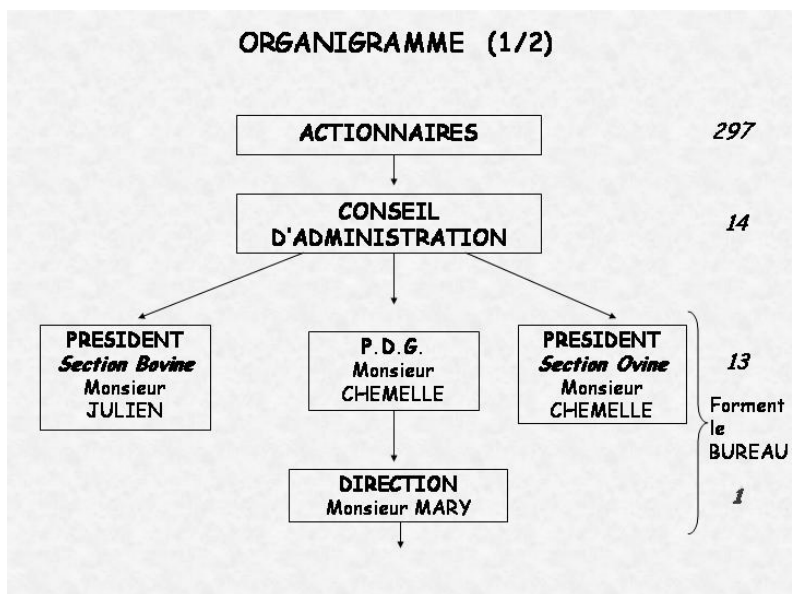 ORGANIGRAMME (1/2)
ACTIONNAIRES
297
CONSEIL
D'ADMINISTRATION
14
PRESIDENT
Section Bovine
Monsieur
JULIEN
P.D.G.
Monsieur
CHEMELLE
PRESIDENT
Section Ovine
Monsieur
CHEMELLE
13
Forment
le
BUREAU
DIRECTION
Monsieur MARY
1